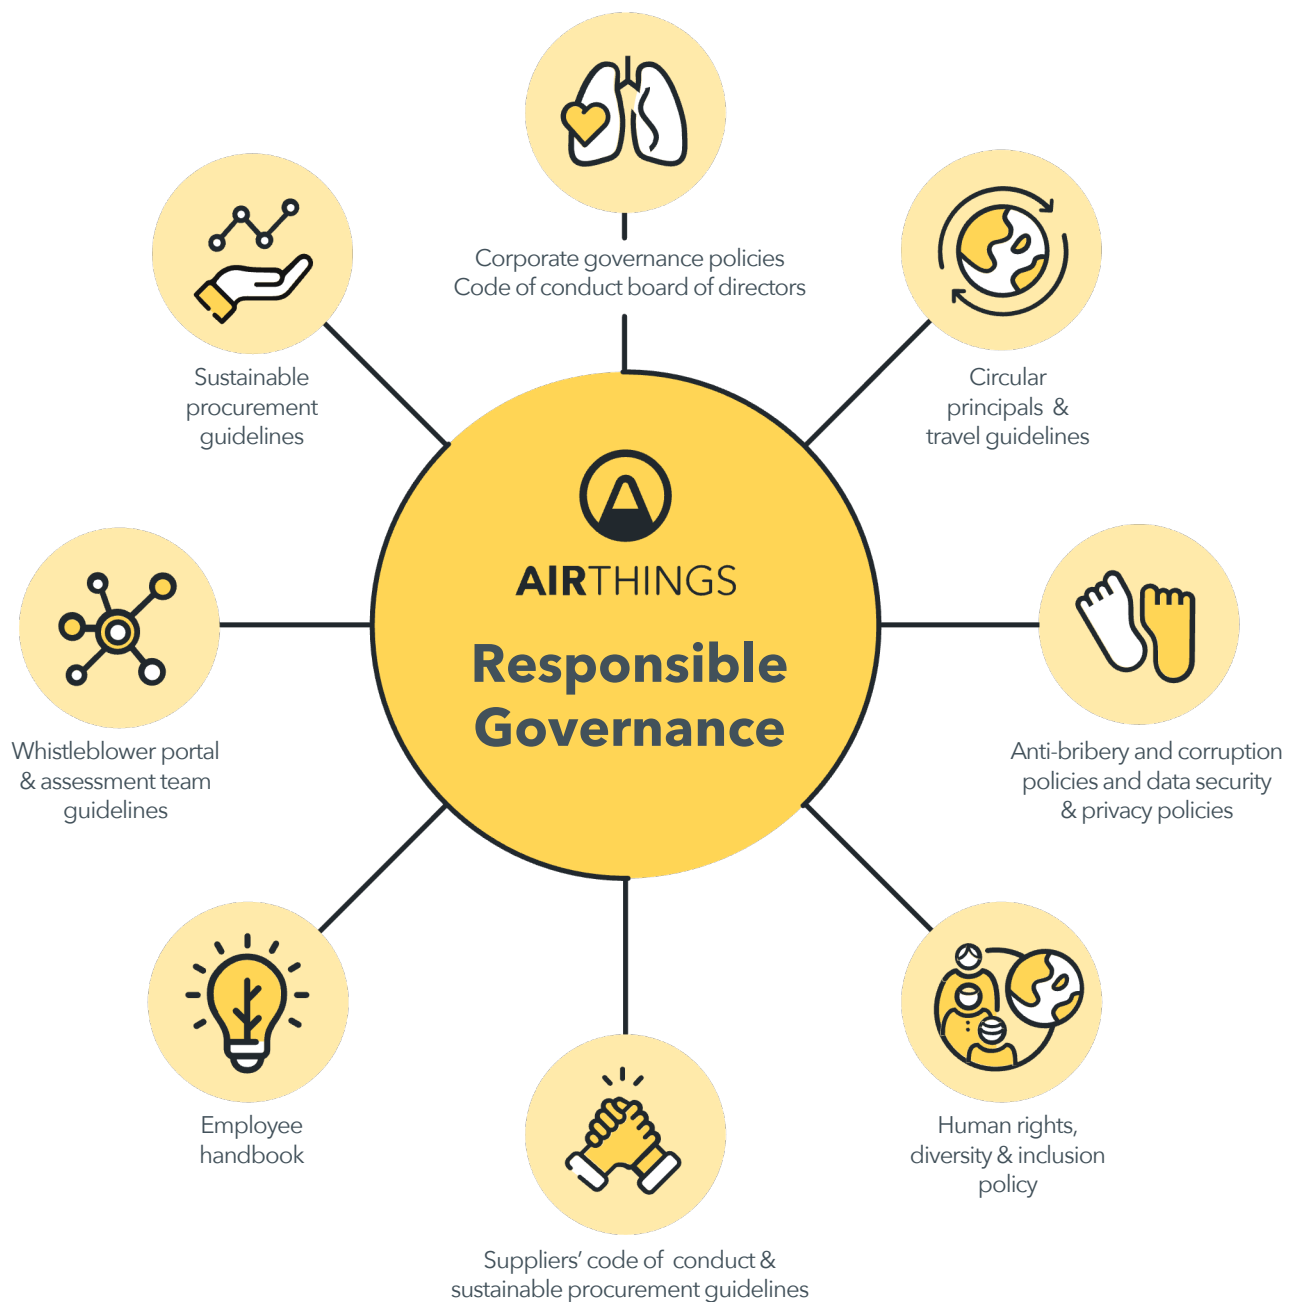 Corporate governance policies
Code of conduct board of directors
Sustainable
procurement
guidelines
Circular
principals &
travel guidelines
AIRTHINGS
Responsible
Governance
Whistleblower portal
& assessment team
guidelines
Anti-bribery and corruption
policies and data security
& privacy policies
Employee
handbook
Human rights,
diversity & inclusion
policy
Suppliers’ code of conduct &
sustainable procurement guidelines